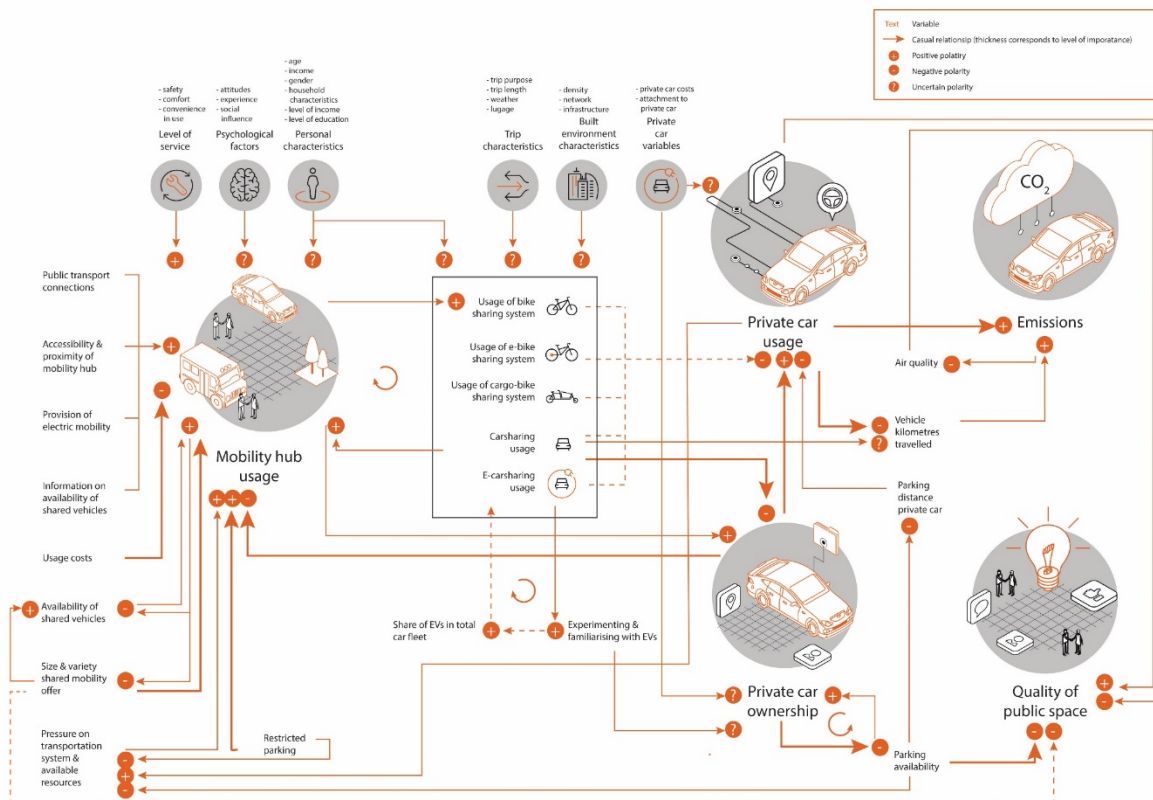 Text Variable
Casual relationsip (thickness corresponds to level of imporatance)
+ Positive polatiry
- Negative polarity
? Uncertain polarity
- safety
- comfort
- convenience
in use
Level of
service
- attitudes
- experience
- social
influence
Psychological
factors
- age
- income
- gender
- household
characteristics
- level of income
- level of education
Personal
characteristics
- trip purpose
- trip length
- weather
- lugage
Trip
characteristics
- density
- network
- infrastructure
Built
environment
characteristics
- private car costs
- attachment to
private car
Private
car
variables
?
+
?
?
?
?
?
CO2
Public transport
connections
Accessibility &
proximity of
mobility hub
+
-
Provision of
electric mobility
+
+
Information on
availability of
shared vehicles
Mobility hub
usage
+ + -
Usage costs
+
Usage of bike
sharing system
Usage of e-bike
sharing system
Usage of cargo-bike
sharing system
Carsharing
usage
E-carsharing
usage
Private car
usage
- + -
+
Emissions
+
Air quality
-
-
?
Vehicle
kilometres
travelled
Parking
distance
private car
-
-
+
+
Availability of
shared vehicles
-
Share of EVs in total
car fleet
+
+
Experimenting &
familiarising with EVs
Size & variety
shared mobility
offer
-
Private car
ownership
?
+
?
-
Parking
availability
Quality of
public space
+
-
- -
Pressure on
transportation
system &
available
resources
-
+
-
Restricted
parking